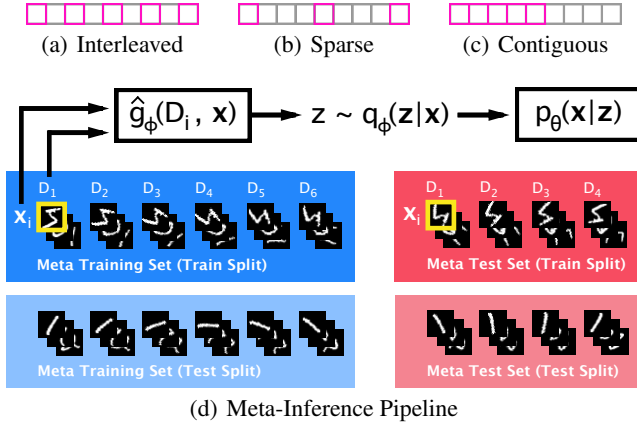 (a) Interleaved (b) Sparse (c) Contiguous
ĝϕ(Dᵢ, x) z ~ qϕ(z|x) pθ(x|z)
D₁ D₂ D₃ D₄ D₅ D₆ D₁ D₂ D₃ D₄
xᵢ xᵢ
Meta Training Set (Train Split) Meta Test Set (Train Split)
Meta Training Set (Test Split) Meta Test Set (Test Split)
(d) Meta-Inference Pipeline